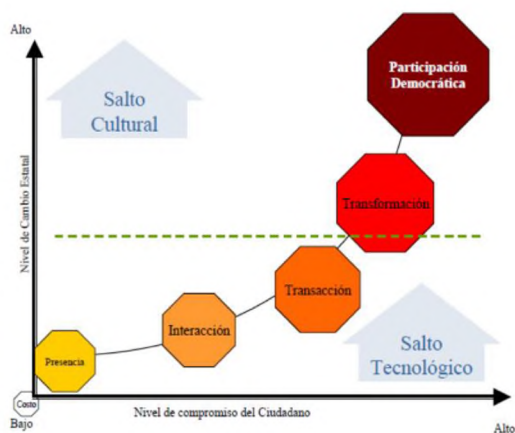 Alto
Salto
Cultural
Participación
Democrática
Nivel de Cambio Estatal
Transformación
Transacción
Interacción
Presencia
Salto
Tecnológico
Costo
Bajo
Nivel de compromiso del Ciudadano
Alto